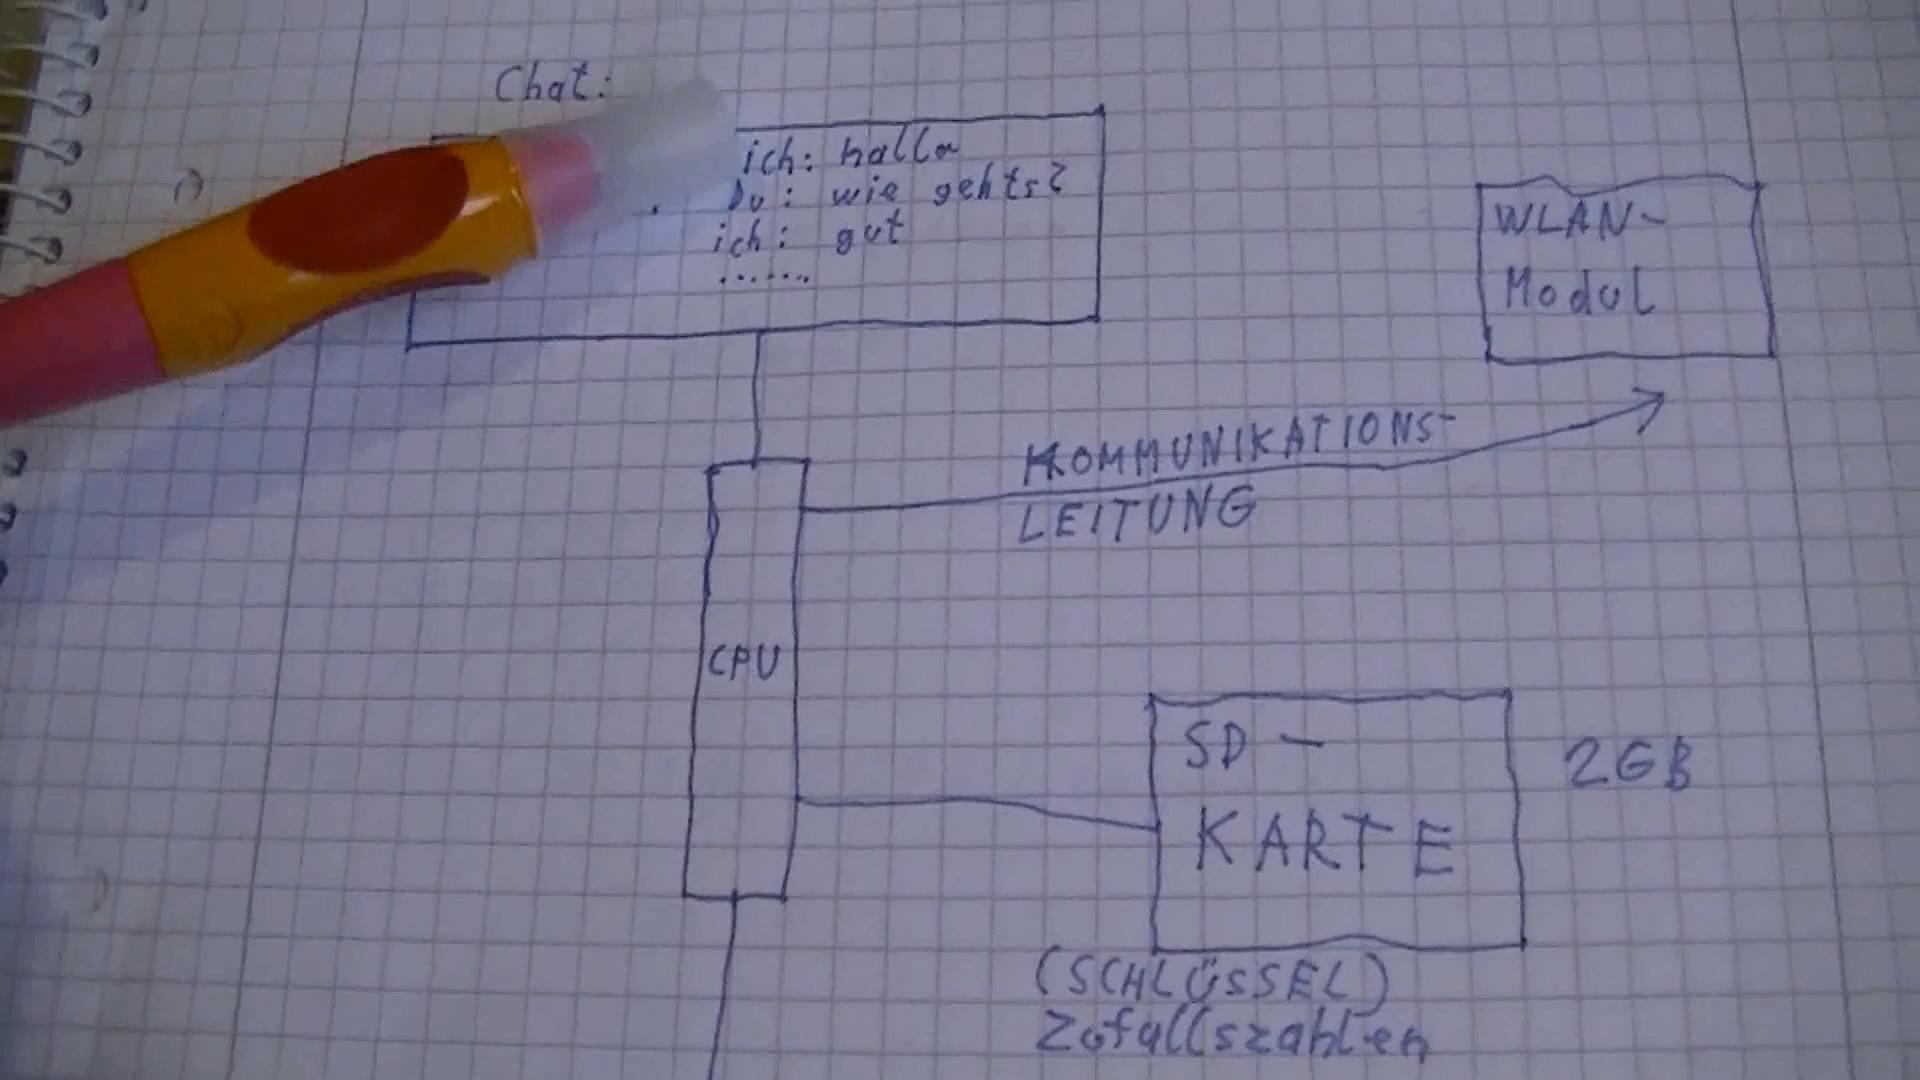 Chat:
ich: hallo
Du: wie gehts?
ich: gut
.......
WLAN-
Modul
KOMMUNIKATIONS-
LEITUNG
CPU
SD-
KARTE
2GB
(SCHLÜSSEL)
Zufallszahlen